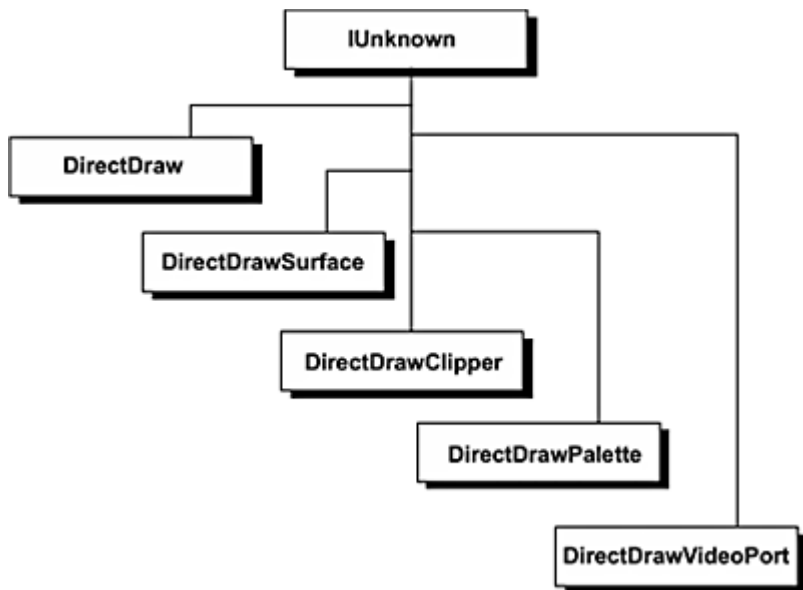 IUnknown
DirectDraw
DirectDrawSurface
DirectDrawClipper
DirectDrawPalette
DirectDrawVideoPort